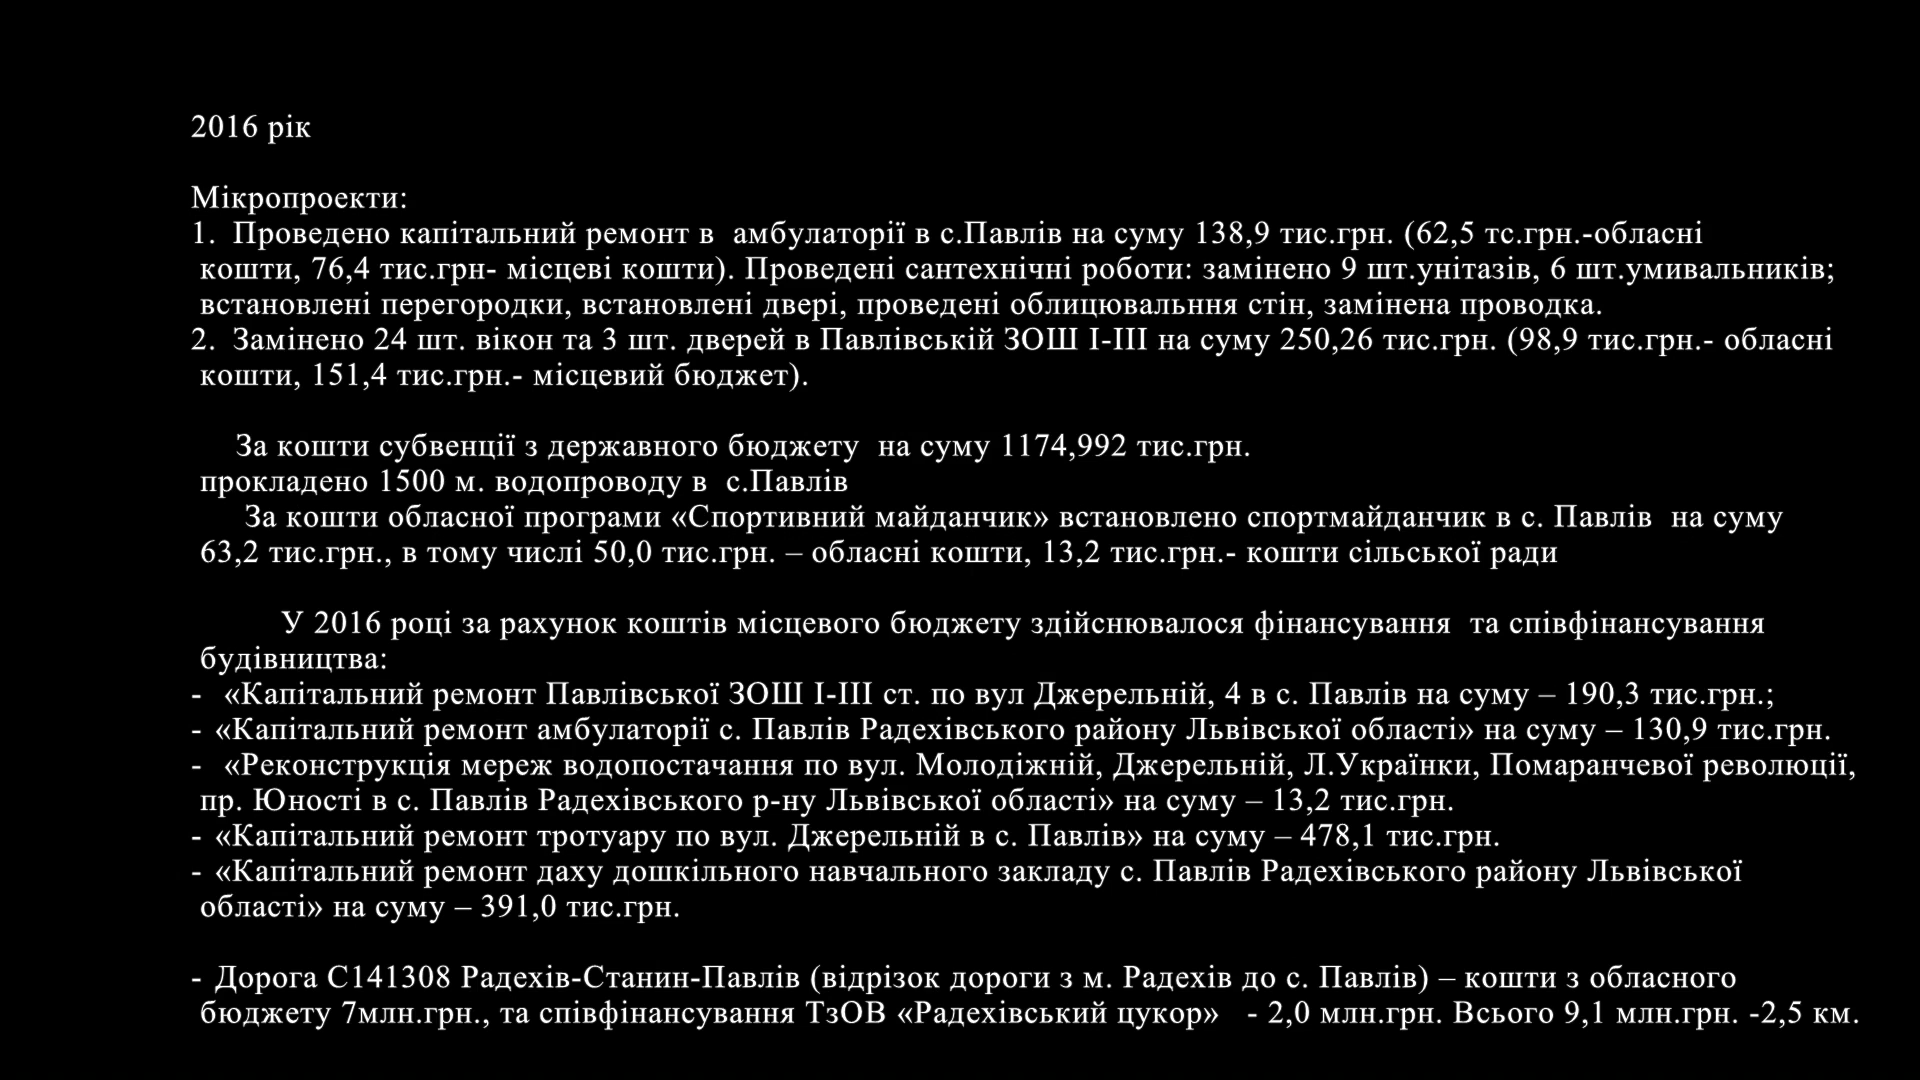 2016 рік
Мікропроекти:
1.  Проведено капітальний ремонт в  амбулаторії в с.Павлів на суму 138,9 тис.грн. (62,5 тс.грн.-обласні
кошти, 76,4 тис.грн- місцеві кошти). Проведені сантехнічні роботи: замінено 9 шт.унітазів, 6 шт.умивальників;
встановлені перегородки, встановлені двері, проведені облицювальння стін, замінена проводка.
2.  Замінено 24 шт. вікон та 3 шт. дверей в Павлівській ЗОШ І-ІІІ на суму 250,26 тис.грн. (98,9 тис.грн.- обласні
кошти, 151,4 тис.грн.- місцевий бюджет).
За кошти субвенції з державного бюджету  на суму 1174,992 тис.грн.
прокладено 1500 м. водопроводу в  с.Павлів
За кошти обласної програми «Спортивний майданчик» встановлено спортмайданчик в с. Павлів  на суму
63,2 тис.грн., в тому числі 50,0 тис.грн. – обласні кошти, 13,2 тис.грн.- кошти сільської ради
У 2016 році за рахунок коштів місцевого бюджету здійснювалося фінансування  та співфінансування
будівництва:
-  «Капітальний ремонт Павлівської ЗОШ І-ІІІ ст. по вул Джерельній, 4 в с. Павлів на суму – 190,3 тис.грн.;
- «Капітальний ремонт амбулаторії с. Павлів Радехівського району Львівської області» на суму – 130,9 тис.грн.
-  «Реконструкція мереж водопостачання по вул. Молодіжній, Джерельній, Л.Українки, Помаранчевої революції,
пр. Юності в с. Павлів Радехівського р-ну Львівської області» на суму – 13,2 тис.грн.
- «Капітальний ремонт тротуару по вул. Джерельній в с. Павлів» на суму – 478,1 тис.грн.
- «Капітальний ремонт даху дошкільного навчального закладу с. Павлів Радехівського району Львівської
області» на суму – 391,0 тис.грн.
- Дорога С141308 Радехів-Станин-Павлів (відрізок дороги з м. Радехів до с. Павлів) – кошти з обласного
бюджету 7млн.грн., та співфінансування ТзОВ «Радехівський цукор»   - 2,0 млн.грн. Всього 9,1 млн.грн. -2,5 км.